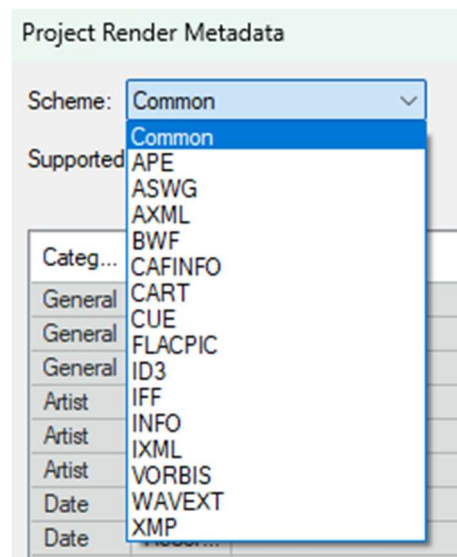 Project Render Metadata
Scheme: Common
Common
Supported
APE
ASWG
AXML
BWF
Categ...
CAFINFO
General
CART
CUE
General
FLACPIC
General
ID3
Artist
IFF
Artist
INFO
IXML
Artist
VORBIS
Date
WAVEXT
Date
XMP